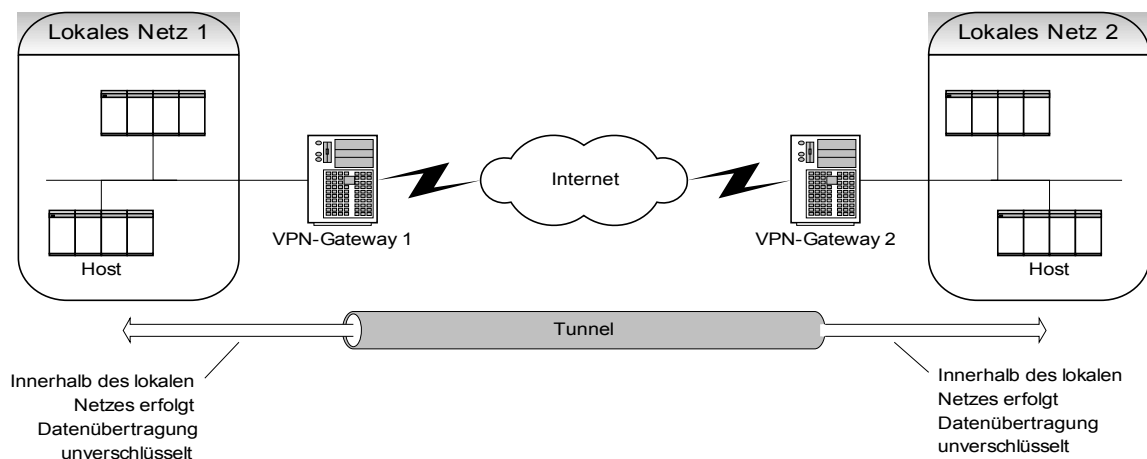 Lokales Netz 1
Lokales Netz 2
Internet
VPN-Gateway 1
VPN-Gateway 2
Host
Host
Tunnel
Innerhalb des lokalen
Netzes erfolgt
Datenübertragung
unverschlüsselt
Innerhalb des lokalen
Netzes erfolgt
Datenübertragung
unverschlüsselt